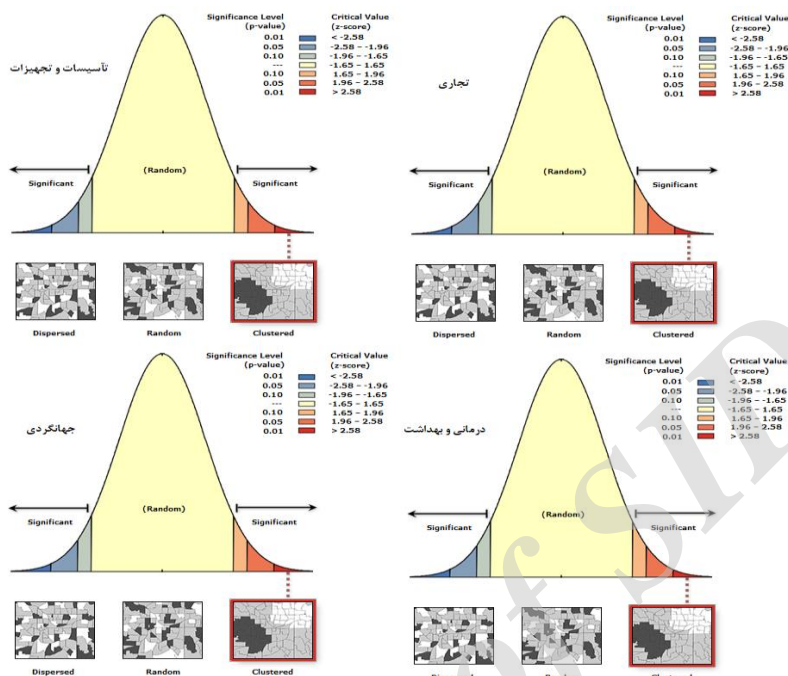 تآسیسات و تجهیزات
Significance Level
(p-value)
Critical Value
(z-score)
0.01 < -2.58
0.05 -2.58 – -1.96
0.10 -1.96 – -1.65
--- -1.65 – 1.65
0.10 1.65 – 1.96
0.05 1.96 – 2.58
0.01 > 2.58
Significant
(Random)
Significant
Dispersed
Random
Clustered
تجاری
Significance Level
(p-value)
Critical Value
(z-score)
0.01 < -2.58
0.05 -2.58 – -1.96
0.10 -1.96 – -1.65
--- -1.65 – 1.65
0.10 1.65 – 1.96
0.05 1.96 – 2.58
0.01 > 2.58
Significant
(Random)
Significant
Dispersed
Random
Clustered
جهانگردی
Significance Level
(p-value)
Critical Value
(z-score)
0.01 < -2.58
0.05 -2.58 – -1.96
0.10 -1.96 – -1.65
--- -1.65 – 1.65
0.10 1.65 – 1.96
0.05 1.96 – 2.58
0.01 > 2.58
Significant
(Random)
Significant
Dispersed
Random
Clustered
درمانی و بهداشت
Significance Level
(p-value)
Critical Value
(z-score)
0.01 < -2.58
0.05 -2.58 – -1.96
0.10 -1.96 – -1.65
--- -1.65 – 1.65
0.10 1.65 – 1.96
0.05 1.96 – 2.58
0.01 > 2.58
Significant
(Random)
Significant
Clustered
of SID